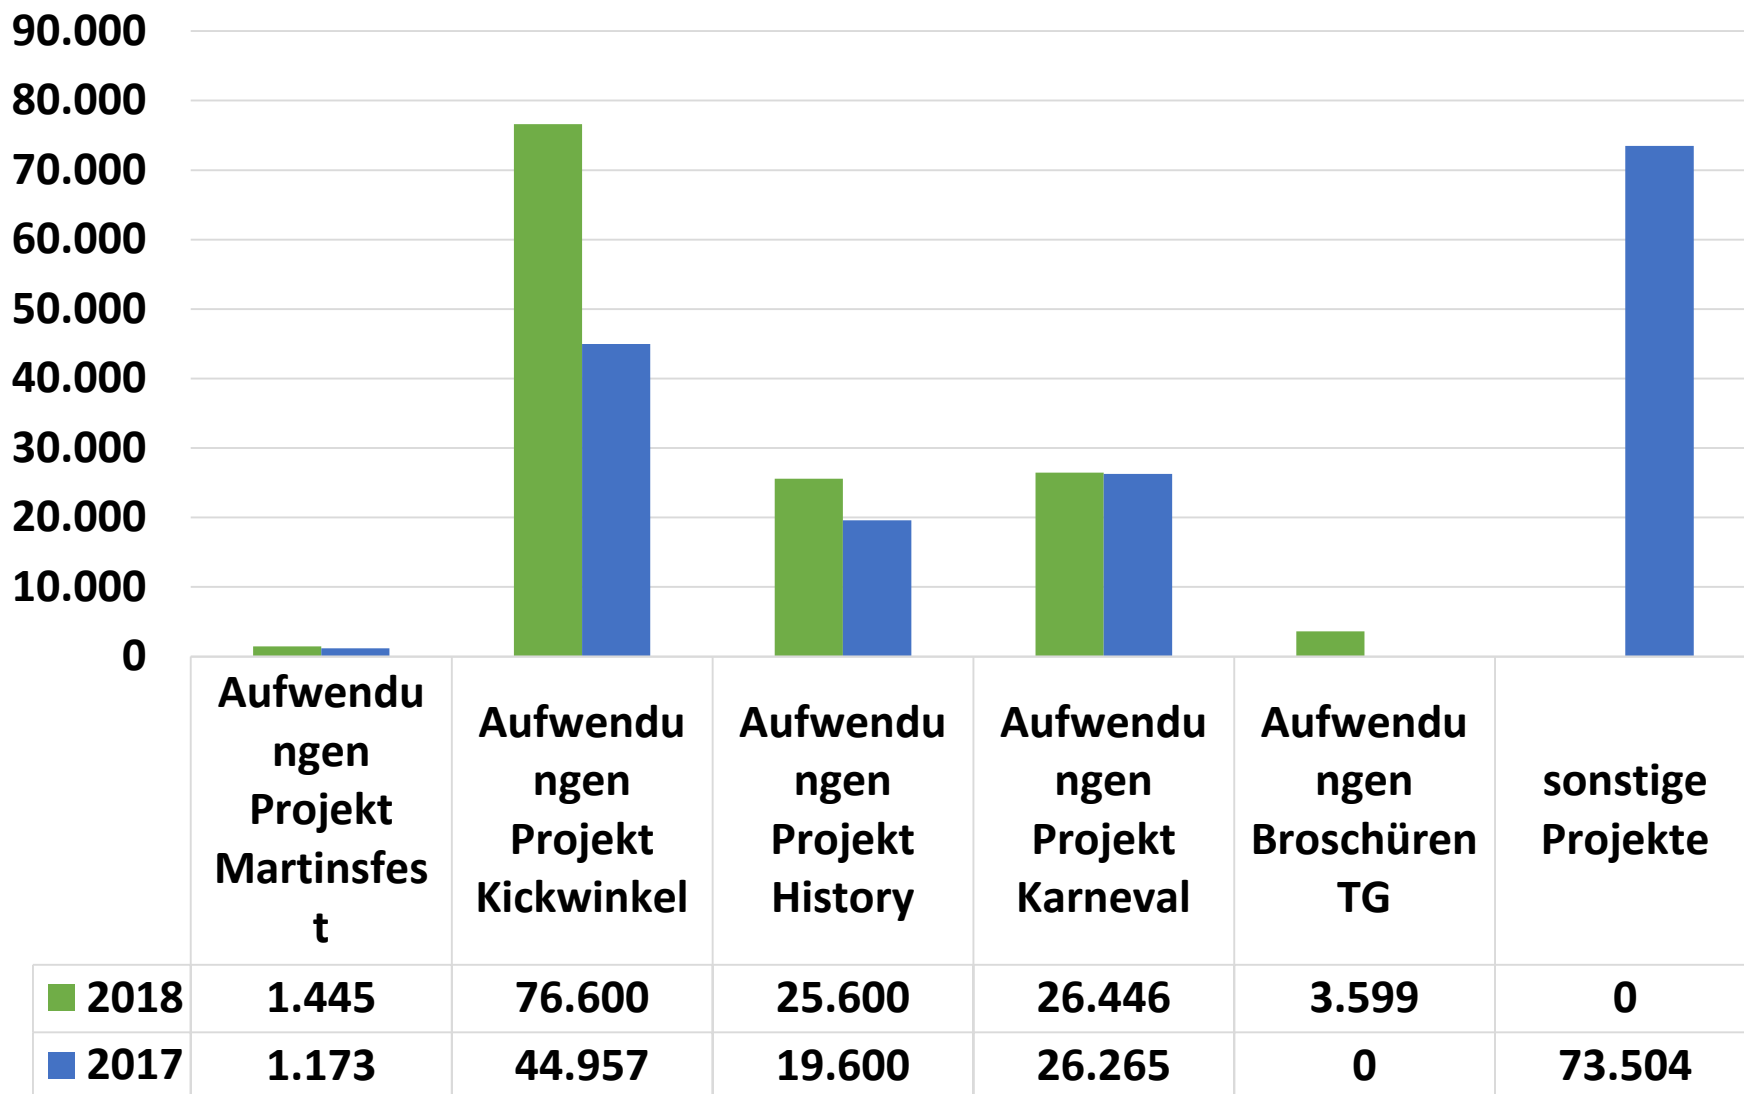 90.000
80.000
70.000
60.000
50.000
40.000
30.000
20.000
10.000
0
Aufwendu
ngen
Projekt
Martinsfes
t
Aufwendu
ngen
Projekt
Kickwinkel
Aufwendu
ngen
Projekt
History
Aufwendu
ngen
Projekt
Karneval
Aufwendu
ngen
Broschüren
TG
sonstige
Projekte
2018 1.445 76.600 25.600 26.446 3.599 0
2017 1.173 44.957 19.600 26.265 0 73.504